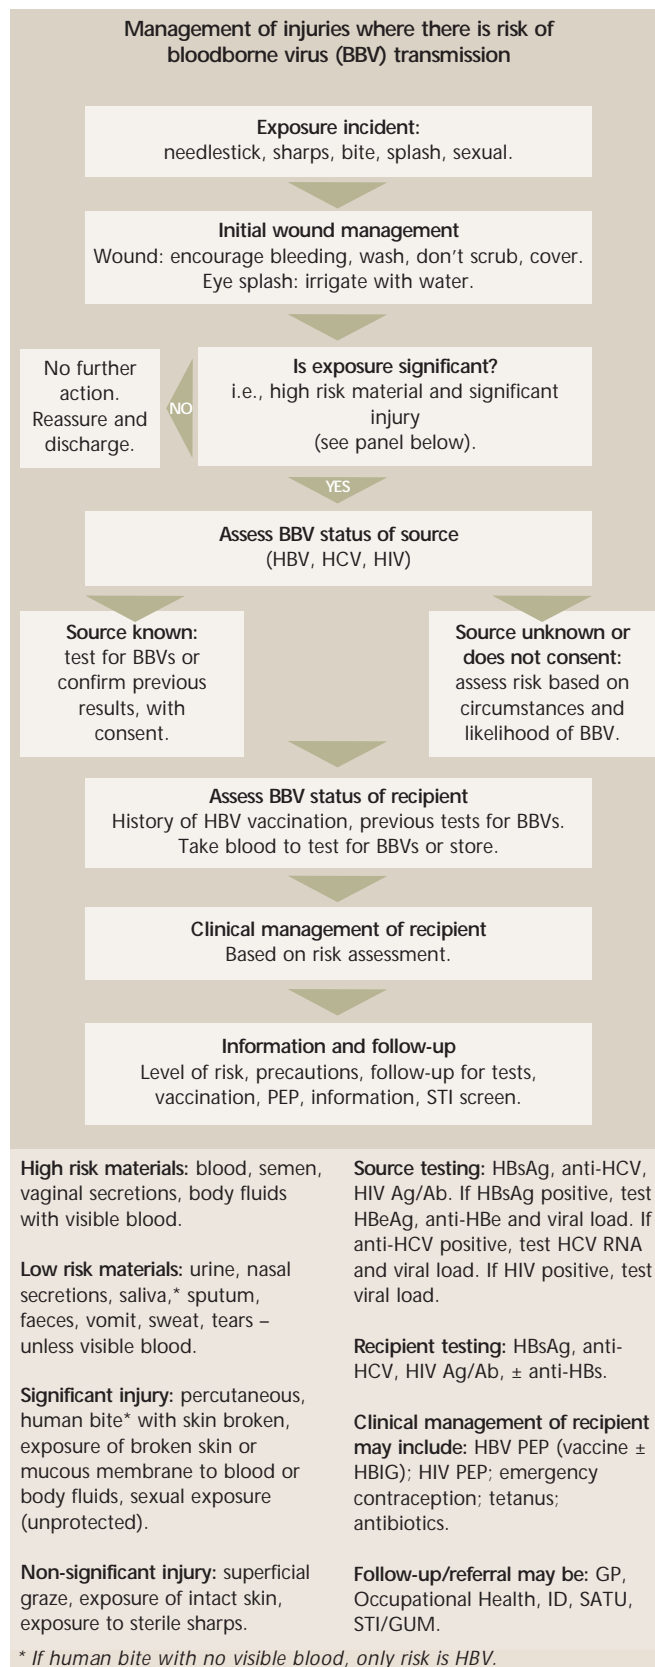 Management of injuries where there is risk of
bloodborne virus (BBV) transmission
Exposure incident:
needlestick, sharps, bite, splash, sexual.
Initial wound management
Wound: encourage bleeding, wash, don't scrub, cover.
Eye splash: irrigate with water.
Is exposure significant?
i.e., high risk material and significant
injury
(see panel below).
NO
No further
action.
Reassure and
discharge.
YES
Assess BBV status of source
(HBV, HCV, HIV)
Source known:
test for BBVs or
confirm previous
results, with
consent.
Source unknown or
does not consent:
assess risk based on
circumstances and
likelihood of BBV.
Assess BBV status of recipient
History of HBV vaccination, previous tests for BBVs.
Take blood to test for BBVs or store.
Clinical management of recipient
Based on risk assessment.
Information and follow-up
Level of risk, precautions, follow-up for tests,
vaccination, PEP, information, STI screen.
High risk materials: blood, semen,
vaginal secretions, body fluids
with visible blood.
Low risk materials: urine, nasal
secretions, saliva,* sputum,
faeces, vomit, sweat, tears –
unless visible blood.
Significant injury: percutaneous,
human bite* with skin broken,
exposure of broken skin or
mucous membrane to blood or
body fluids, sexual exposure
(unprotected).
Non-significant injury: superficial
graze, exposure of intact skin,
exposure to sterile sharps.
Source testing: HBsAg, anti-HCV,
HIV Ag/Ab. If HBsAg positive, test
HBeAg, anti-HBe and viral load. If
anti-HCV positive, test HCV RNA
and viral load. If HIV positive, test
viral load.
Recipient testing: HBsAg, anti-
HCV, HIV Ag/Ab, ± anti-HBs.
Clinical management of recipient
may include: HBV PEP (vaccine ±
HBIG); HIV PEP; emergency
contraception; tetanus;
antibiotics.
Follow-up/referral may be: GP,
Occupational Health, ID, SATU,
STI/GUM.
* If human bite with no visible blood, only risk is HBV.